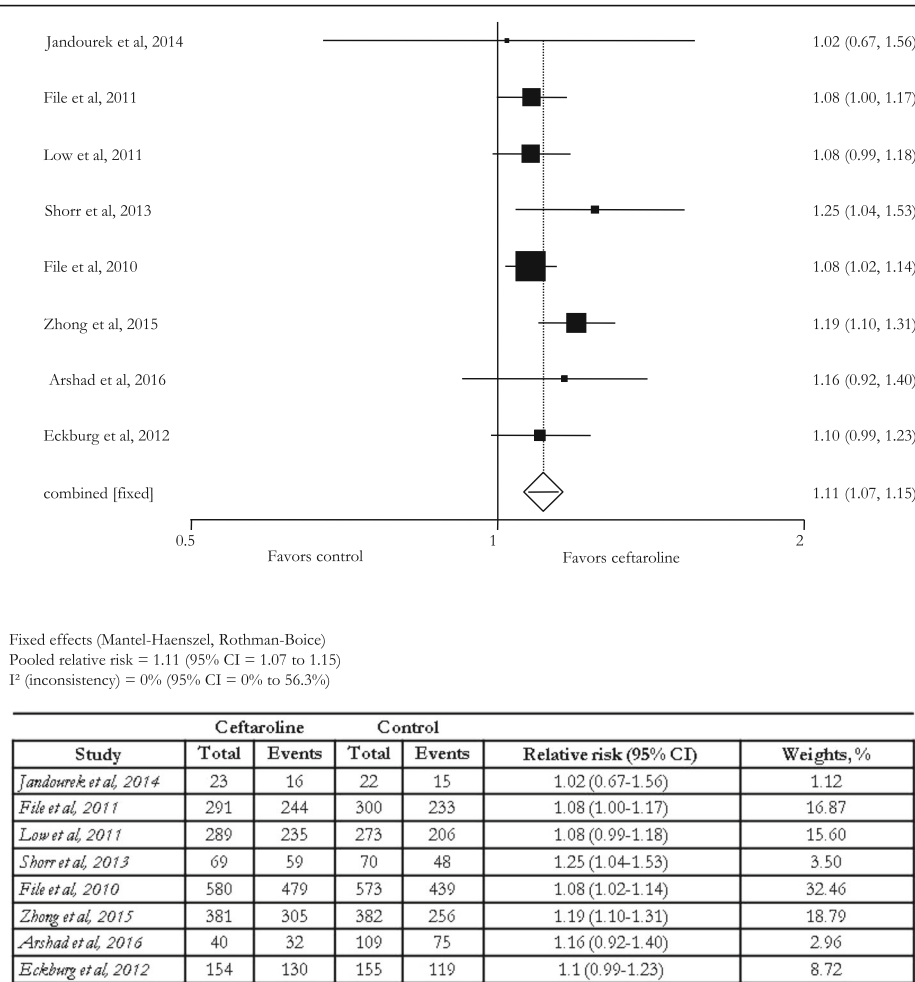 Jandourek et al, 2014 1.02 (0.67, 1.56)
File et al, 2011 1.08 (1.00, 1.17)
Low et al, 2011 1.08 (0.99, 1.18)
Shorr et al, 2013 1.25 (1.04, 1.53)
File et al, 2010 1.08 (1.02, 1.14)
Zhong et al, 2015 1.19 (1.10, 1.31)
Arshad et al, 2016 1.16 (0.92, 1.40)
Eckburg et al, 2012 1.10 (0.99, 1.23)
combined [fixed] 1.11 (1.07, 1.15)
0.5 1 2
Favors control Favors ceftaroline
Fixed effects (Mantel-Haenszel, Rothman-Boice)
Pooled relative risk = 1.11 (95% CI = 1.07 to 1.15)
I² (inconsistency) = 0% (95% CI = 0% to 56.3%)
Ceftaroline Control
Study Total Events Total Events Relative risk (95% CI) Weights, %
Jandourek et al, 2014 23 16 22 15 1.02 (0.67-1.56) 1.12
File et al, 2011 291 244 300 233 1.08 (1.00-1.17) 16.87
Low et al, 2011 289 235 273 206 1.08 (0.99-1.18) 15.60
Shorr et al, 2013 69 59 70 48 1.25 (1.04-1.53) 3.50
File et al, 2010 580 479 573 439 1.08 (1.02-1.14) 32.46
Zhong et al, 2015 381 305 382 256 1.19 (1.10-1.31) 18.79
Arshad et al, 2016 40 32 109 75 1.16 (0.92-1.40) 2.96
Eckburg et al, 2012 154 130 155 119 1.1 (0.99-1.23) 8.72